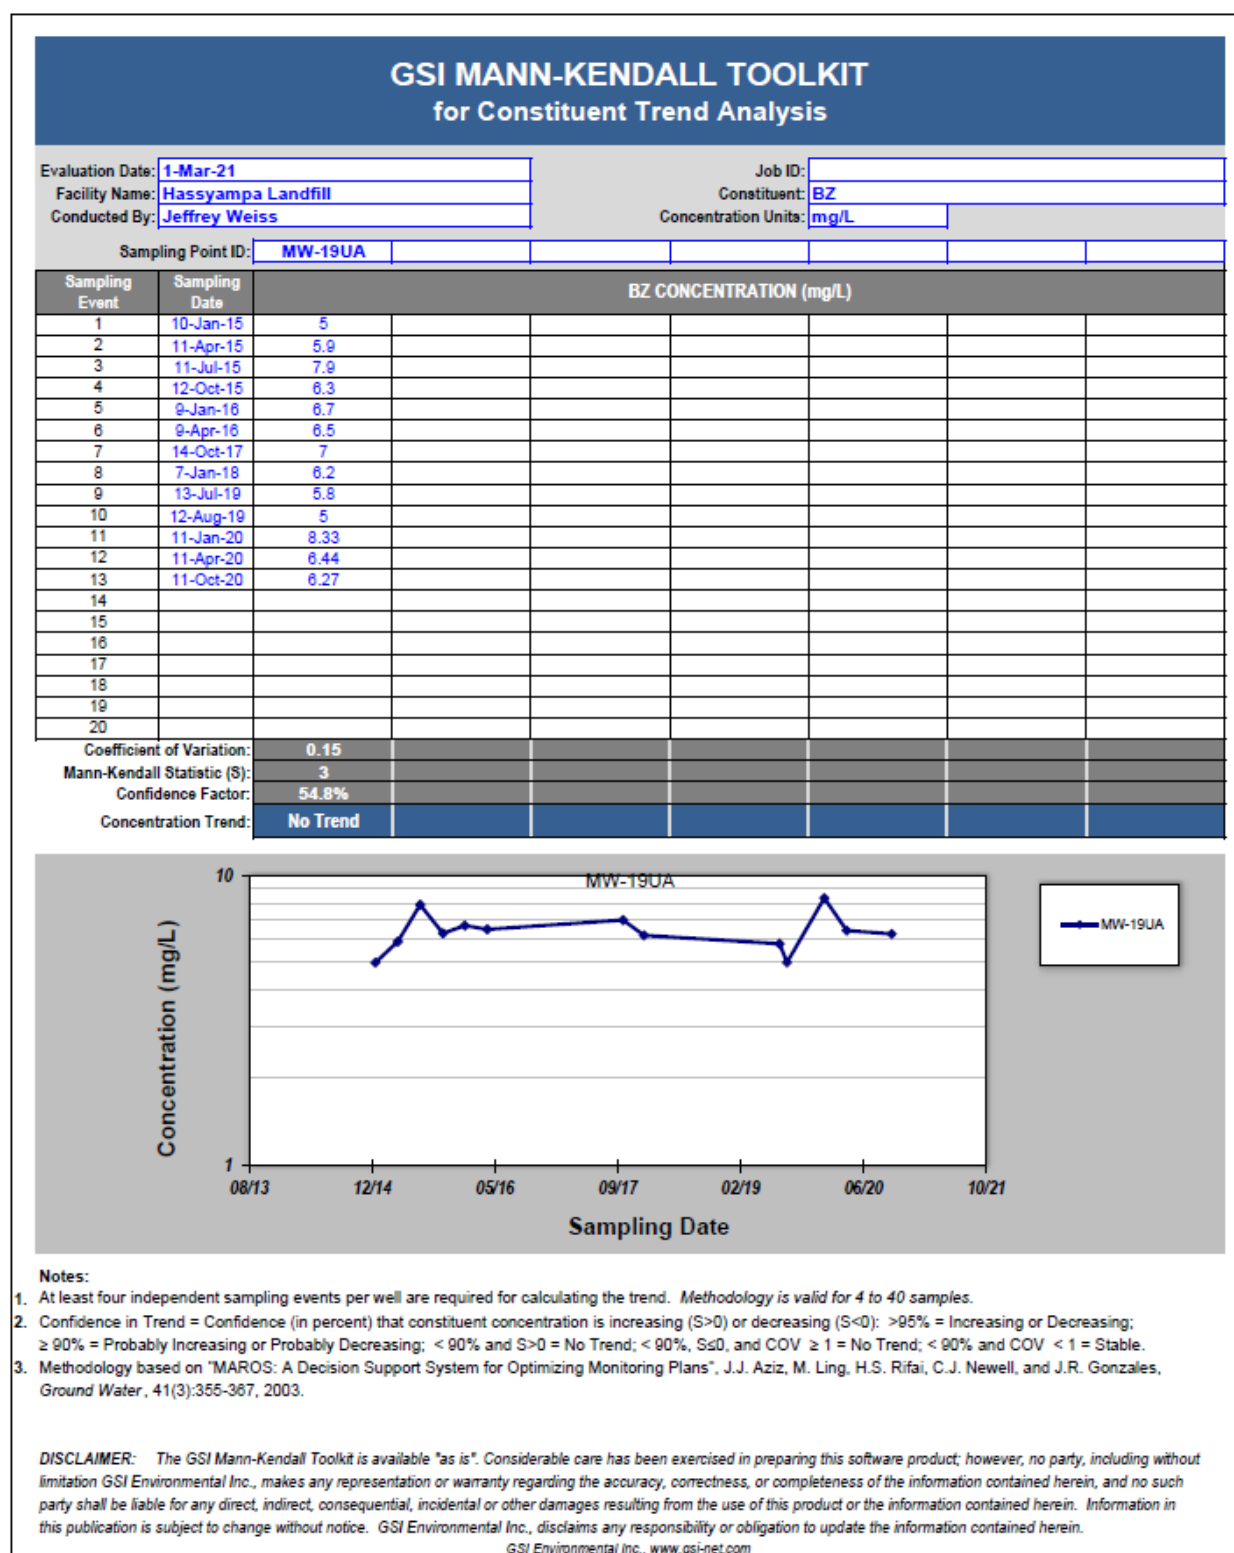 GSI MANN-KENDALL TOOLKIT
for Constituent Trend Analysis
Evaluation Date: 1-Mar-21 Job ID:
Facility Name: Hassyampa Landfill Constituent: BZ
Conducted By: Jeffrey Weiss Concentration Units: mg/L
Sampling Point ID: MW-19UA
Sampling Event Sampling Date BZ CONCENTRATION (mg/L)
1 10-Jan-15 5
2 11-Apr-15 5.9
3 11-Jul-15 7.9
4 12-Oct-15 6.3
5 9-Jan-16 6.7
6 9-Apr-16 6.5
7 14-Oct-17 7
8 7-Jan-18 6.2
9 13-Jul-19 5.8
10 12-Aug-19 5
11 11-Jan-20 8.33
12 11-Apr-20 6.44
13 11-Oct-20 6.27
14
15
16
17
18
19
20
Coefficient of Variation: 0.15
Mann-Kendall Statistic (S): 3
Confidence Factor: 54.8%
Concentration Trend: No Trend
MW-19UA
10
1
Concentration (mg/L)
08/13 12/14 05/16 09/17 02/19 06/20 10/21
Sampling Date
MW-19UA
Notes:
1. At least four independent sampling events per well are required for calculating the trend. Methodology is valid for 4 to 40 samples.
2. Confidence in Trend = Confidence (in percent) that constituent concentration is increasing (S>0) or decreasing (S<0): >95% = Increasing or Decreasing;
≥ 90% = Probably Increasing or Probably Decreasing; < 90% and S>0 = No Trend; < 90%, S≤0, and COV ≥ 1 = No Trend; < 90% and COV < 1 = Stable.
3. Methodology based on "MAROS: A Decision Support System for Optimizing Monitoring Plans", J.J. Aziz, M. Ling, H.S. Rifai, C.J. Newell, and J.R. Gonzales,
Ground Water, 41(3):355-367, 2003.
DISCLAIMER: The GSI Mann-Kendall Toolkit is available "as is". Considerable care has been exercised in preparing this software product; however, no party, including without
limitation GSI Environmental Inc., makes any representation or warranty regarding the accuracy, correctness, or completeness of the information contained herein, and no such
party shall be liable for any direct, indirect, consequential, incidental or other damages resulting from the use of this product or the information contained herein. Information in
this publication is subject to change without notice. GSI Environmental Inc., disclaims any responsibility or obligation to update the information contained herein.
GSI Environmental Inc., www.gsi-net.com